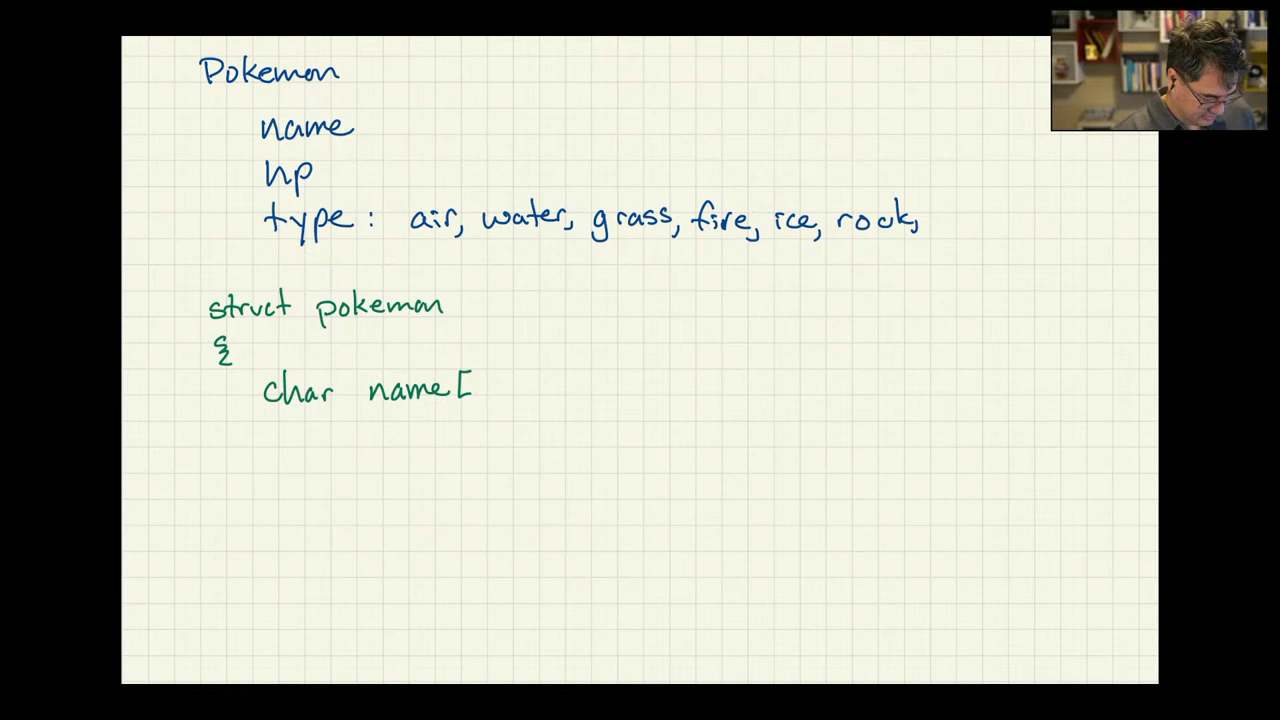 Pokemon
name
hp
type: air, water, grass, fire, ice, rock,
struct pokemon
{
char name[